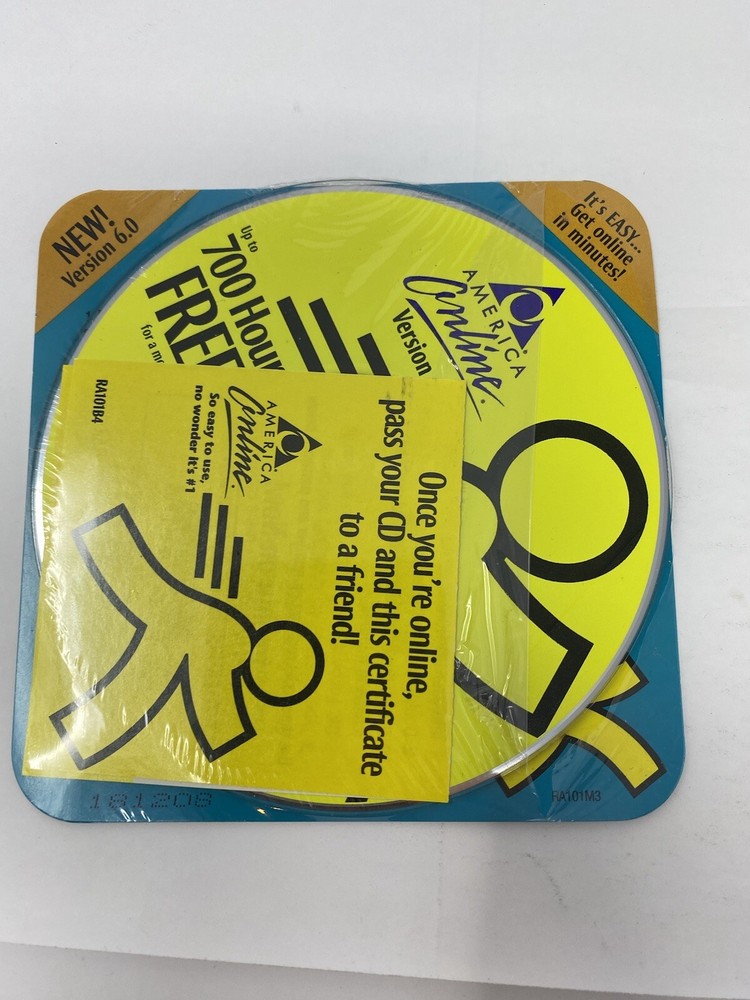 NEW!
Version 6.0
It's EASY...
Get online
in minutes!
Up to
700 Hour
FREE
for a mo
AMERICA
Online.
Version
RA101B4
AMERICA
Online.
So easy to use,
no wonder it's #1
Once you're online,
pass your CD and this certificate
to a friend!
181208
RA101M3